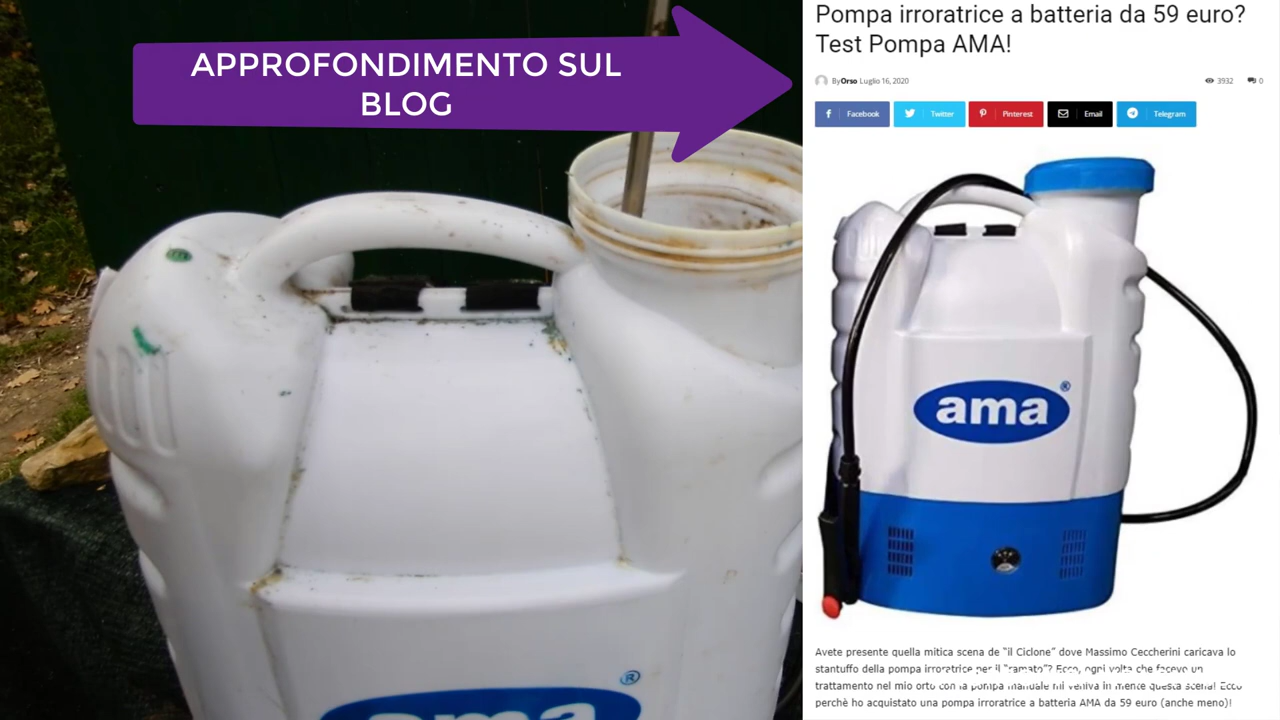 APPROFONDIMENTO SUL
BLOG
Pompa irroratrice a batteria da 59 euro?
Test Pompa AMA!
ByOrso Luglio 16, 2020
3932
0
Facebook
Twitter
Pinterest
Email
Telegram
ama®
ama®
Avete presente quella mitica scena de “il Ciclone” dove Massimo Ceccherini caricava lo
stantuffo della pompa irroratrice per il “ramato”? Ecco, ogni volta che facevo un
trattamento nel mio orto con la pompa manuale mi veniva in mente questa scena! Ecco
perchè ho acquistato una pompa irroratrice a batteria AMA da 59 euro (anche meno)!